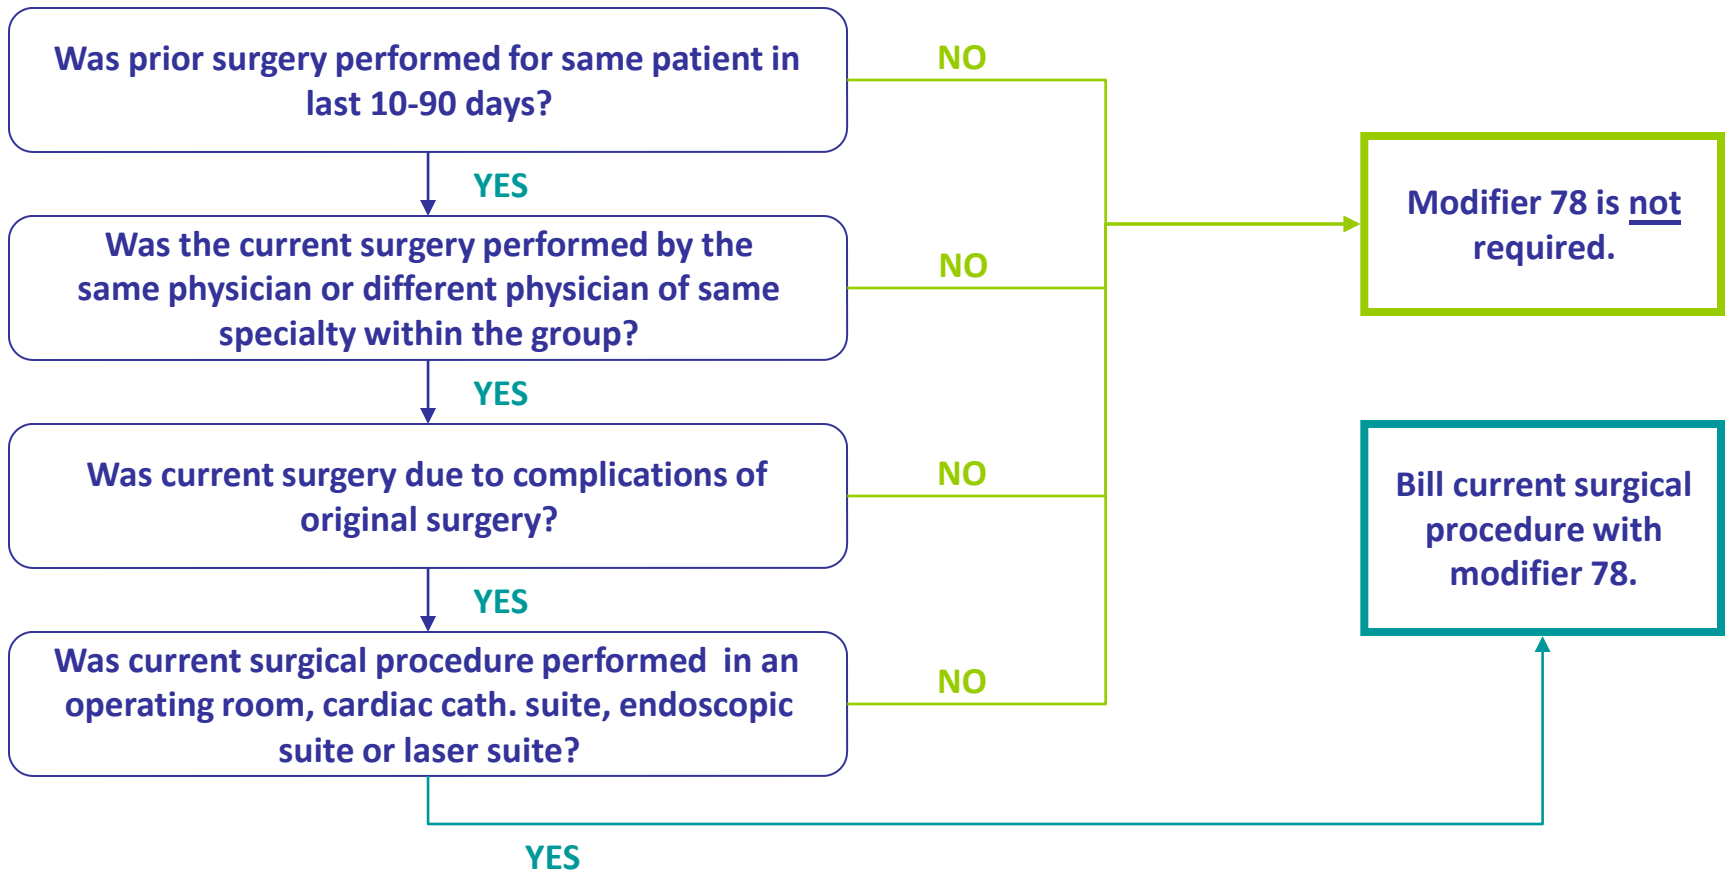 Was prior surgery performed for same patient in
last 10-90 days?
NO
YES
Was the current surgery performed by the
same physician or different physician of same
specialty within the group?
NO
YES
Was current surgery due to complications of
original surgery?
NO
YES
Was current surgical procedure performed in an
operating room, cardiac cath. suite, endoscopic
suite or laser suite?
NO
YES
Modifier 78 is not
required.
Bill current surgical
procedure with
modifier 78.